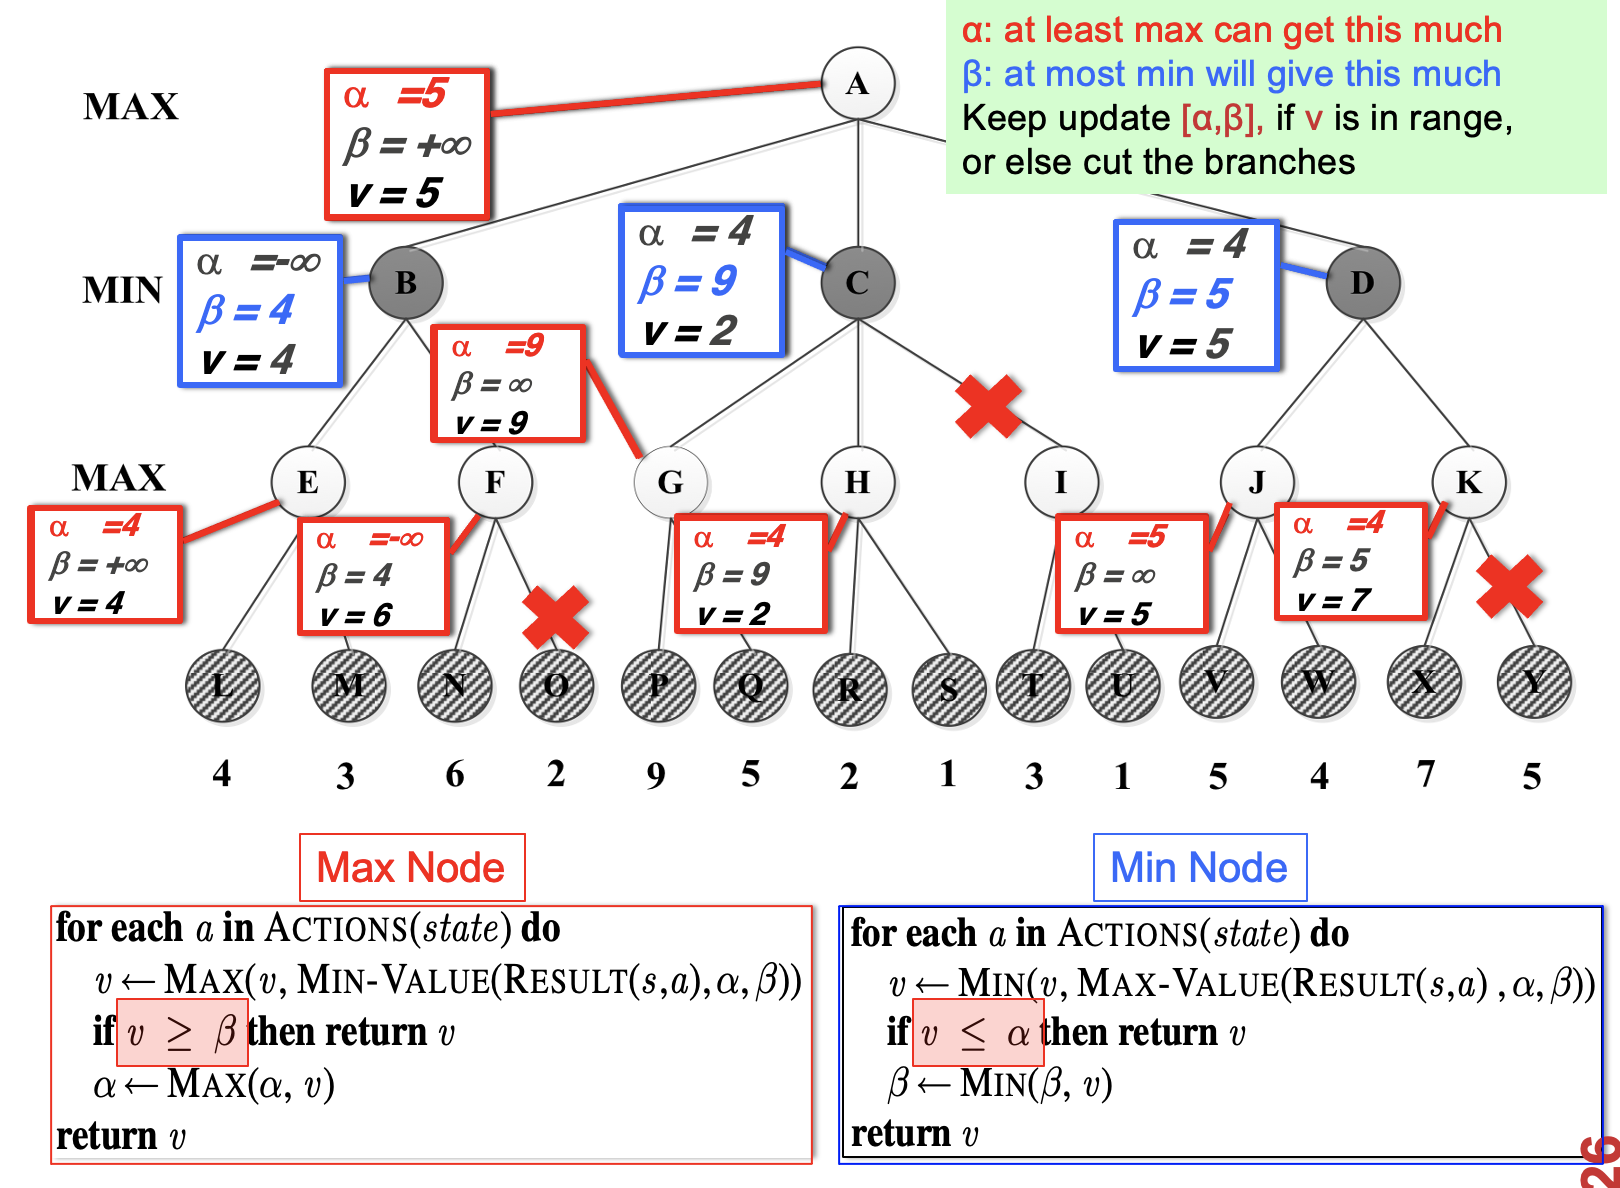 α: at least max can get this much
β: at most min will give this much
Keep update [α,β], if v is in range,
or else cut the branches
MAX
α =5
β = +∞
v = 5
A
MIN
α =-∞
β = 4
v = 4
B
α = 4
β = 9
v = 2
C
α = 4
β = 5
v = 5
D
α =9
β = ∞
v = 9
MAX
E
F
G
H
I
J
K
α =4
β = +∞
v = 4
α =-∞
β = 4
v = 6
α =4
β = 9
v = 2
α =5
β = ∞
v = 5
α =4
β = 5
v = 7
L M N O P Q R S T U V W X Y
4 3 6 2 9 5 2 1 3 1 5 4 7 5
Max Node
for each a in ACTIONS(state) do
v ← MAX(v, MIN-VALUE(RESULT(s,a), α, β))
if v ≥ β then return v
α ← MAX(α, v)
return v
Min Node
for each a in ACTIONS(state) do
v ← MIN(v, MAX-VALUE(RESULT(s,a) , α, β))
if v ≤ α then return v
β ← MIN(β, v)
return v
26